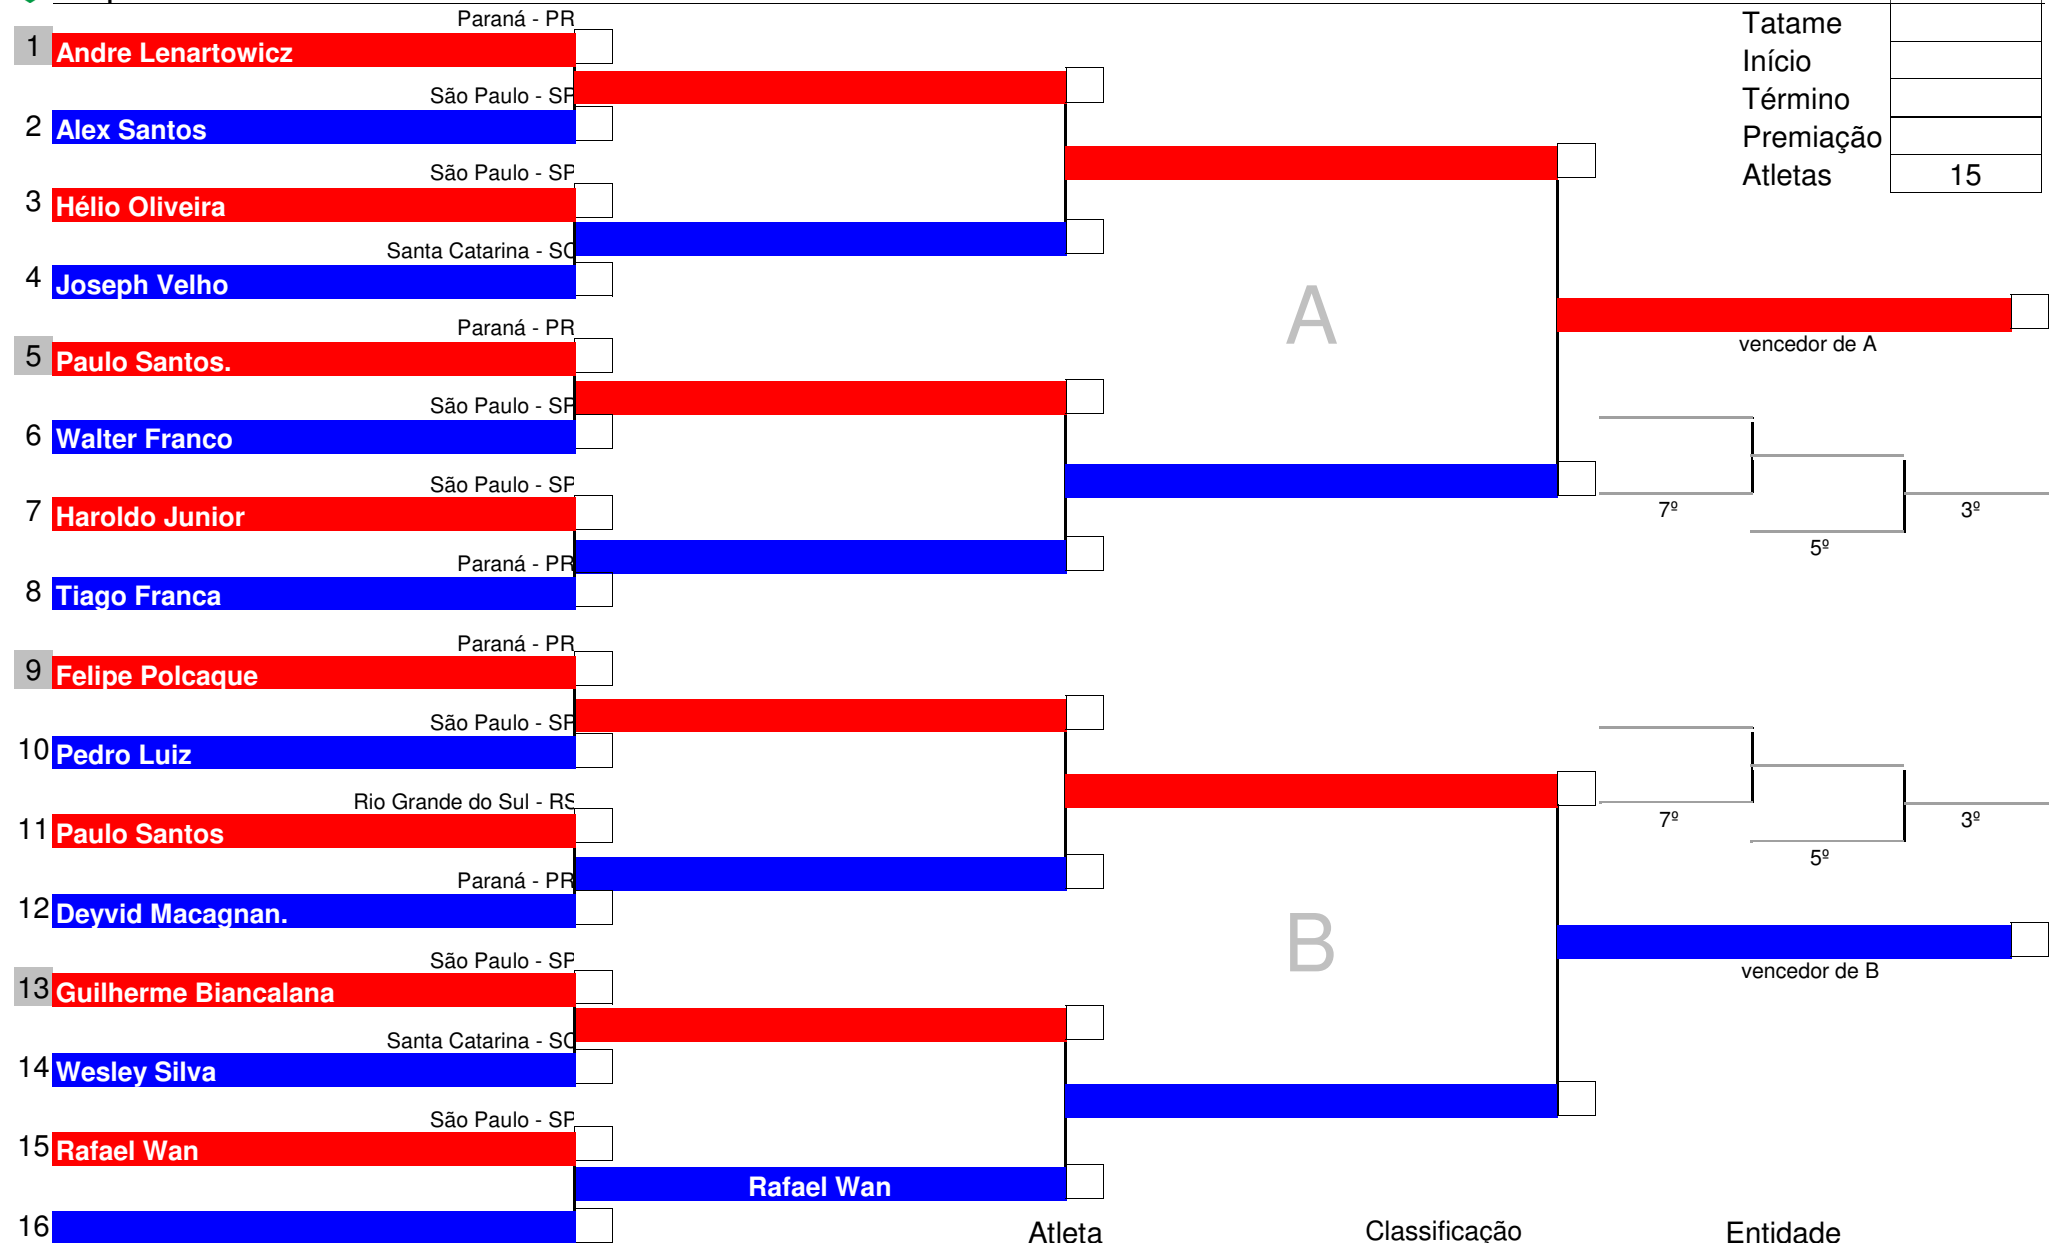 Paraná - PR
1 Andre Lenartowicz
São Paulo - SP
2 Alex Santos
São Paulo - SP
3 Hélio Oliveira
Santa Catarina - SC
4 Joseph Velho
Paraná - PR
5 Paulo Santos.
São Paulo - SP
6 Walter Franco
São Paulo - SP
7 Haroldo Junior
Paraná - PR
8 Tiago Franca
Paraná - PR
9 Felipe Polcaque
São Paulo - SP
10 Pedro Luiz
Rio Grande do Sul - RS
11 Paulo Santos
Paraná - PR
12 Deyvid Macagnan.
São Paulo - SP
13 Guilherme Biancalana
Santa Catarina - SC
14 Wesley Silva
São Paulo - SP
15 Rafael Wan
16
Rafael Wan
A
B
Tatame
Início
Término
Premiação
Atletas 15
vencedor de A
7º
5º
3º
7º
5º
3º
vencedor de B
Atleta Classificação Entidade